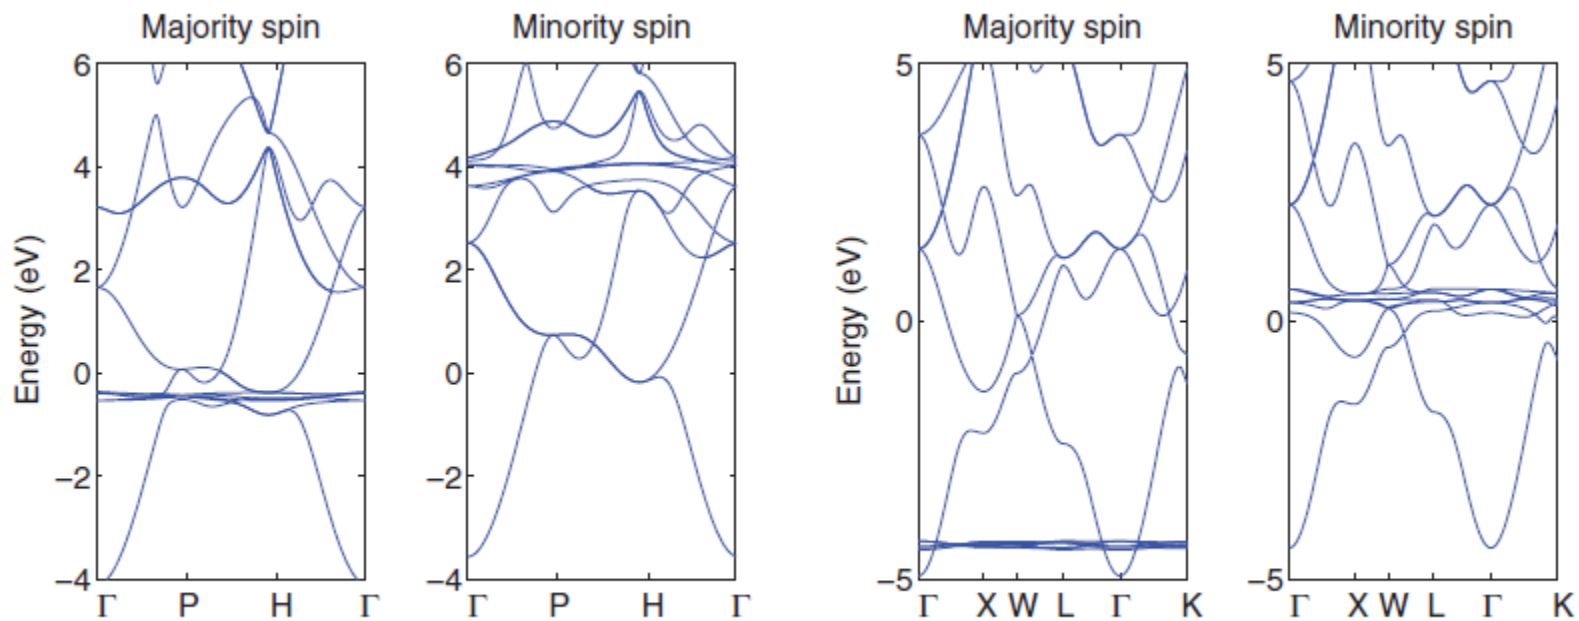 Majority spin
Minority spin
Majority spin
Minority spin
Energy (eV)
6
4
2
0
−2
−4
Γ P H Γ
6
4
2
0
−2
−4
Γ P H Γ
Energy (eV)
5
0
−5
Γ X W L Γ K
5
0
−5
Γ X W L Γ K